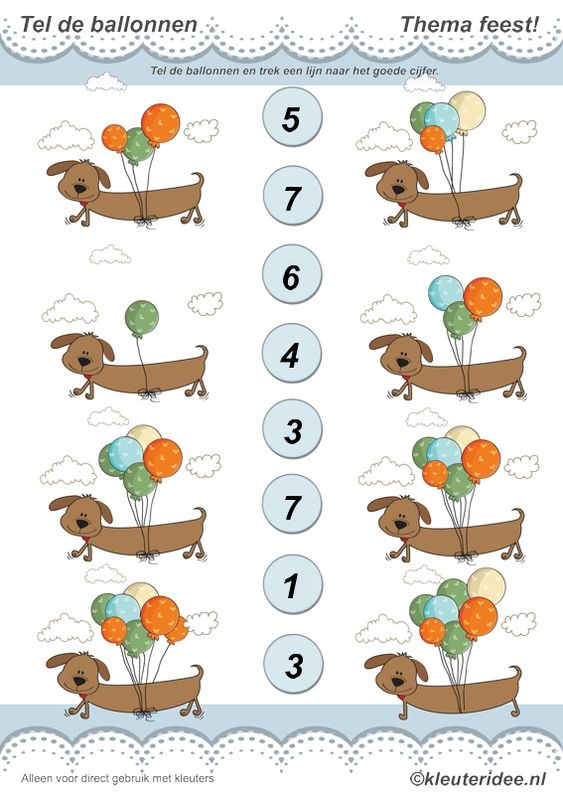 Tel de ballonnen
Thema feest!
Tel de ballonnen en trek een lijn naar het goede cijfer.
5
7
6
4
3
7
1
3
Alleen voor direct gebruik met kleuters
©kleuteridee.nl